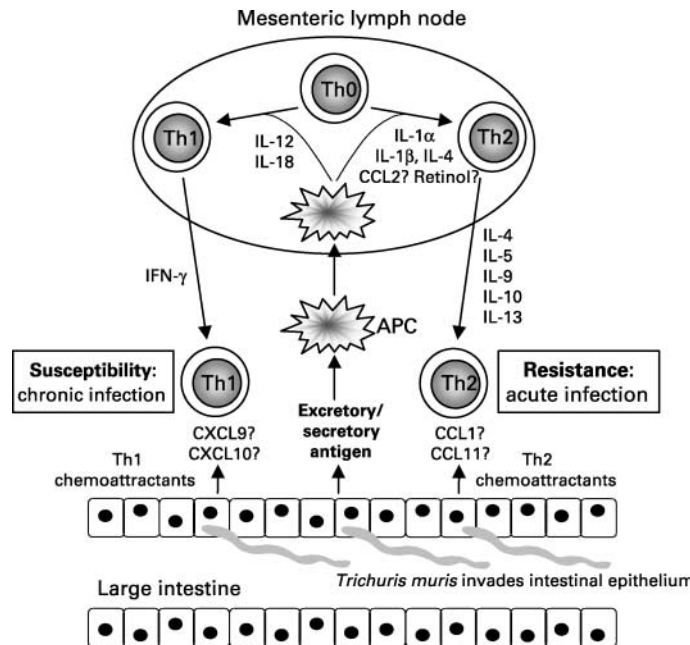 Mesenteric lymph node
Th0
Th1
Th2
IL-12
IL-18
IL-1α
IL-1β, IL-4
CCL2? Retinol?
IFN-γ
IL-4
IL-5
IL-9
IL-10
IL-13
APC
Susceptibility:
chronic infection
Th1
Th2
Resistance:
acute infection
Excretory/
secretory
antigen
CXCL9?
CXCL10?
CCL1?
CCL11?
Th1
chemoattractants
Th2
chemoattractants
Trichuris muris invades intestinal epithelium
Large intestine